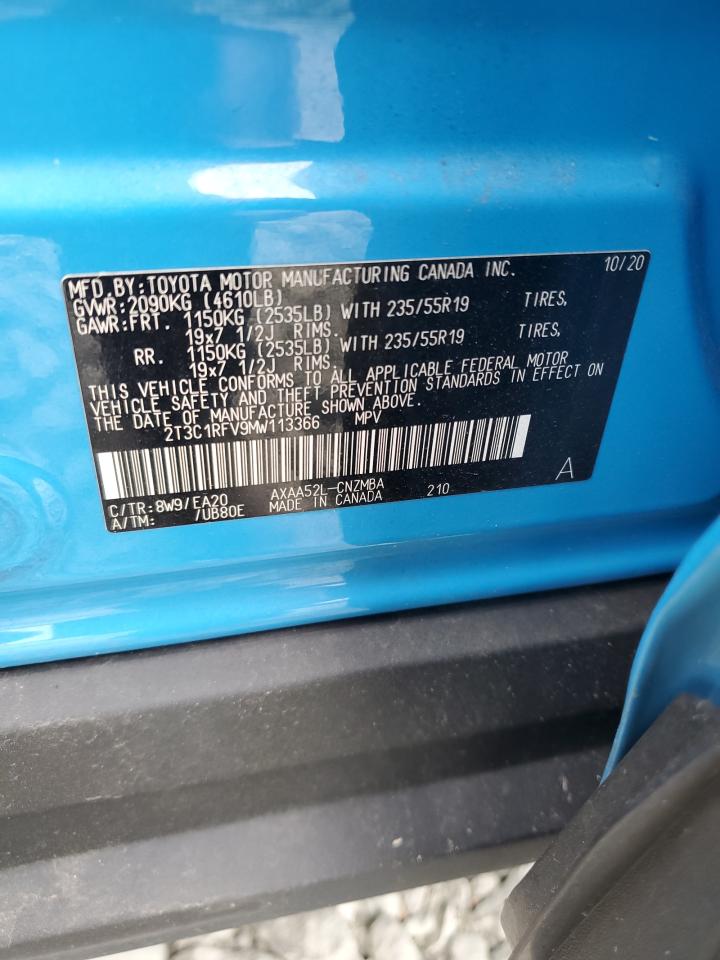 MFD.BY:TOYOTA MOTOR MANUFACTURING CANADA INC. 10/20
GVWR:2090KG (4610LB)
GAWR:FRT. 1150KG (2535LB) WITH 235/55R19 TIRES,
19x7 1/2J RIMS.
RR. 1150KG (2535LB) WITH 235/55R19 TIRES,
19x7 1/2J RIMS.
THIS VEHICLE CONFORMS TO ALL APPLICABLE FEDERAL MOTOR
VEHICLE SAFETY AND THEFT PREVENTION STANDARDS IN EFFECT ON
THE DATE OF MANUFACTURE SHOWN ABOVE.
2T3C1RFV9MW113366 MPV
A
C/TR:8W9/EA20 AXAA52L-CNZMBA 210
A/TM: /UB80E MADE IN CANADA